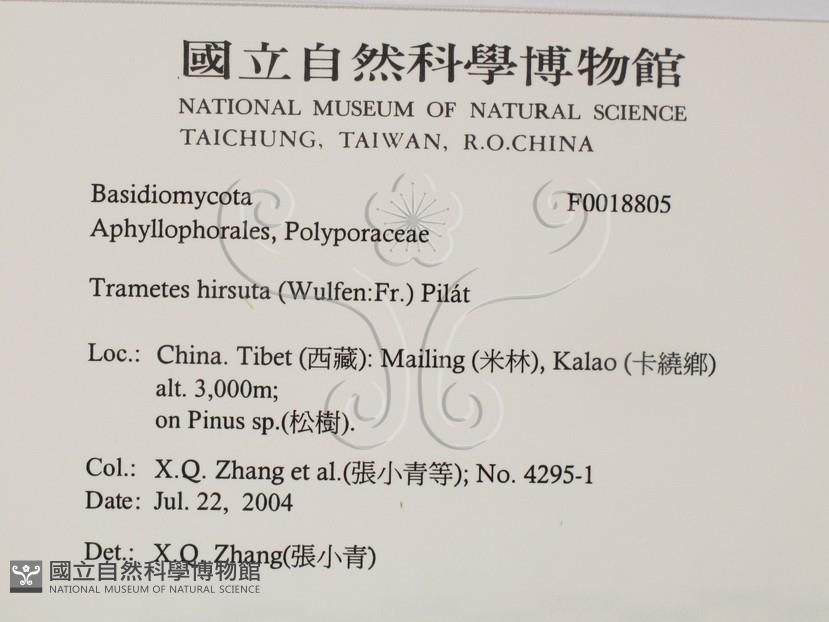 國立自然科學博物館
NATIONAL MUSEUM OF NATURAL SCIENCE
TAICHUNG, TAIWAN, R.O.CHINA
Basidiomycota F0018805
Aphyllophorales, Polyporaceae
Trametes hirsuta (Wulfen:Fr.) Pilát
Loc.: China. Tibet (西藏): Mailing (米林), Kalao (卡繞鄉)
alt. 3,000m;
on Pinus sp.(松樹).
Col.: X.Q. Zhang et al.(張小青等); No. 4295-1
Date: Jul. 22, 2004
Det.: X.Q. Zhang(張小青)
國立自然科學博物館
NATIONAL MUSEUM OF NATURAL SCIENCE